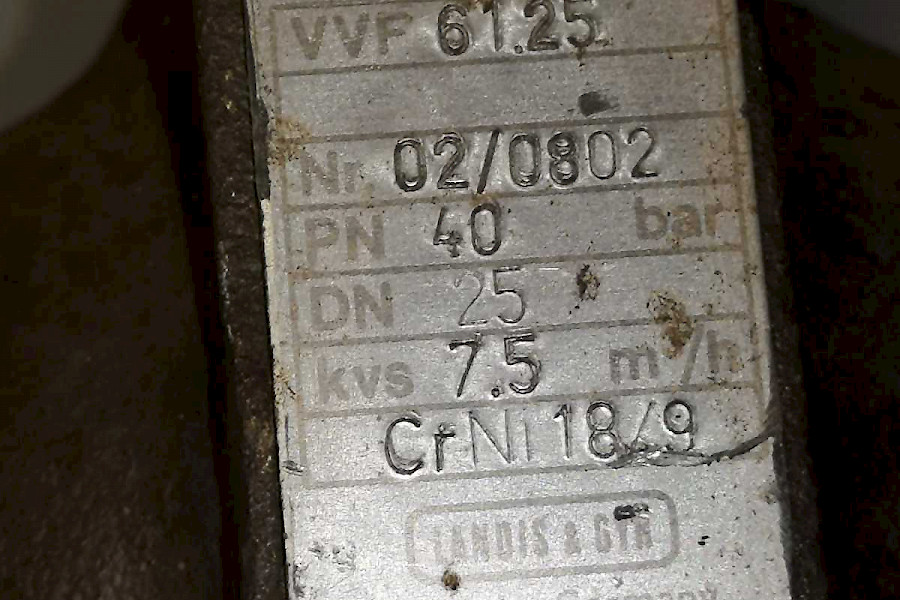 VVF 61.25
Nr. 02/0802
PN 40 bar
DN 25
kvs 7.5 m³/h
CrNi 18/9
LANDIS & GYR
Germany